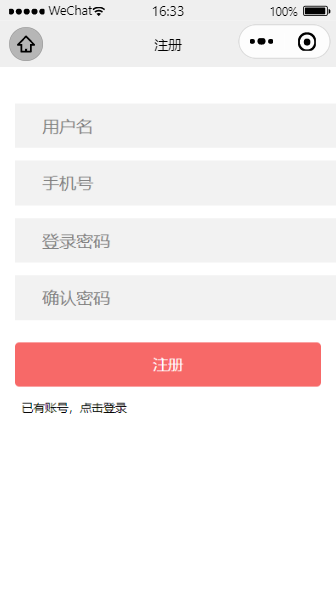 WeChat 16:33 100%
注册
用户名
手机号
登录密码
确认密码
注册
已有账号，点击登录